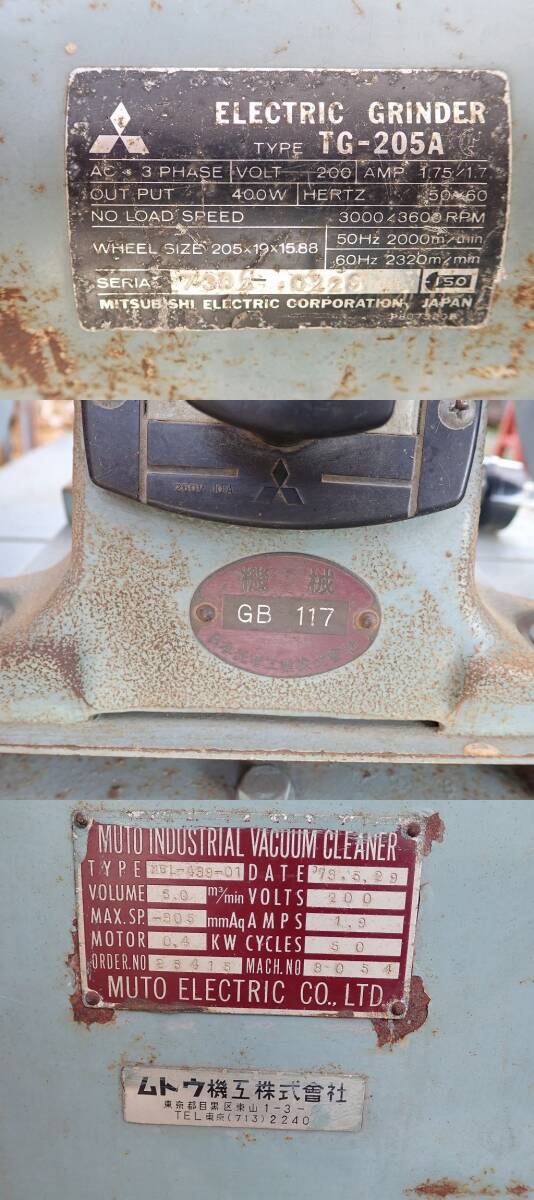 ELECTRIC GRINDER
TYPE TG-205A
AC 3 PHASE VOLT 200 AMP 1.75/1.7
OUT PUT 400W HERTZ 50/60
NO LOAD SPEED 3000/3600 RPM
WHEEL SIZE 205×19×15.88
50Hz 2000m/min
60Hz 2320m/min
SERIAL
150
MITSUBISHI ELECTRIC CORPORATION, JAPAN
250V 10A
GB 117
MUTO INDUSTRIAL VACUUM CLEANER
TYPE DATE
VOLUME 5.0 m³/min VOLTS 200
MAX.SP -305 mmAq AMPS 1.9
MOTOR 0.4 KW CYCLES 50
ORDER.NO 25415 MACH.NO 9054
MUTO ELECTRIC CO., LTD.
ムトウ機工株式會社
東京都目黒区東山1-3-
TEL東京(713)2240